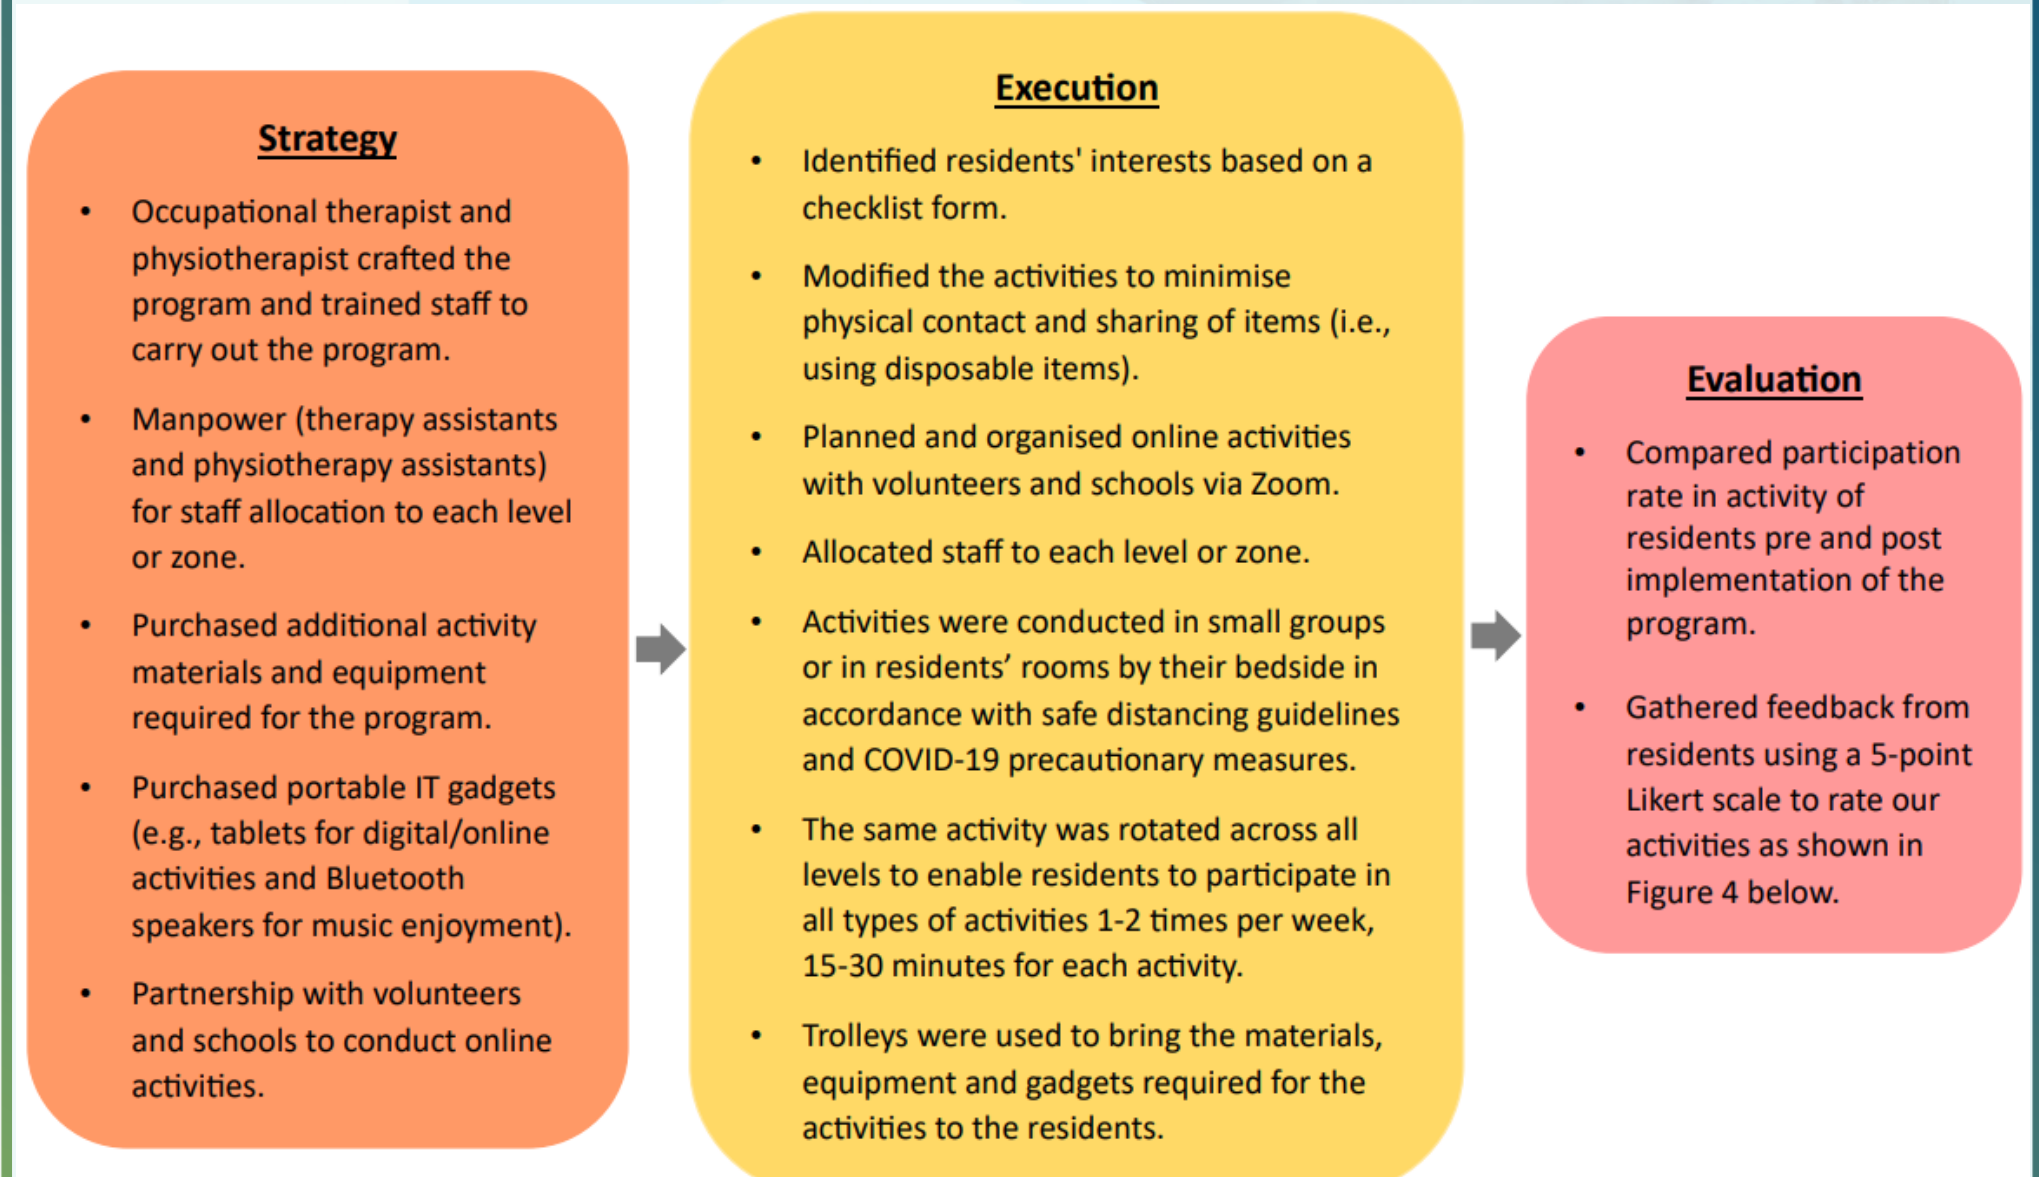 Strategy
• Occupational therapist and
physiotherapist crafted the
program and trained staff to
carry out the program.
• Manpower (therapy assistants
and physiotherapy assistants)
for staff allocation to each level
or zone.
• Purchased additional activity
materials and equipment
required for the program.
• Purchased portable IT gadgets
(e.g., tablets for digital/online
activities and Bluetooth
speakers for music enjoyment).
• Partnership with volunteers
and schools to conduct online
activities.
Execution
• Identified residents' interests based on a
checklist form.
• Modified the activities to minimise
physical contact and sharing of items (i.e.,
using disposable items).
• Planned and organised online activities
with volunteers and schools via Zoom.
• Allocated staff to each level or zone.
• Activities were conducted in small groups
or in residents’ rooms by their bedside in
accordance with safe distancing guidelines
and COVID-19 precautionary measures.
• The same activity was rotated across all
levels to enable residents to participate in
all types of activities 1-2 times per week,
15-30 minutes for each activity.
• Trolleys were used to bring the materials,
equipment and gadgets required for the
activities to the residents.
Evaluation
• Compared participation
rate in activity of
residents pre and post
implementation of the
program.
• Gathered feedback from
residents using a 5-point
Likert scale to rate our
activities as shown in
Figure 4 below.